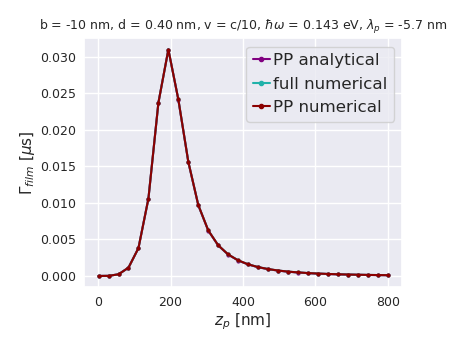 b = -10 nm, d = 0.40 nm, v = c/10, ℏω = 0.143 eV, λₚ = -5.7 nm
PP analytical
full numerical
PP numerical
0.030
0.025
0.020
0.015
0.010
0.005
0.000
Γ_film [μs]
0 200 400 600 800
zₚ [nm]